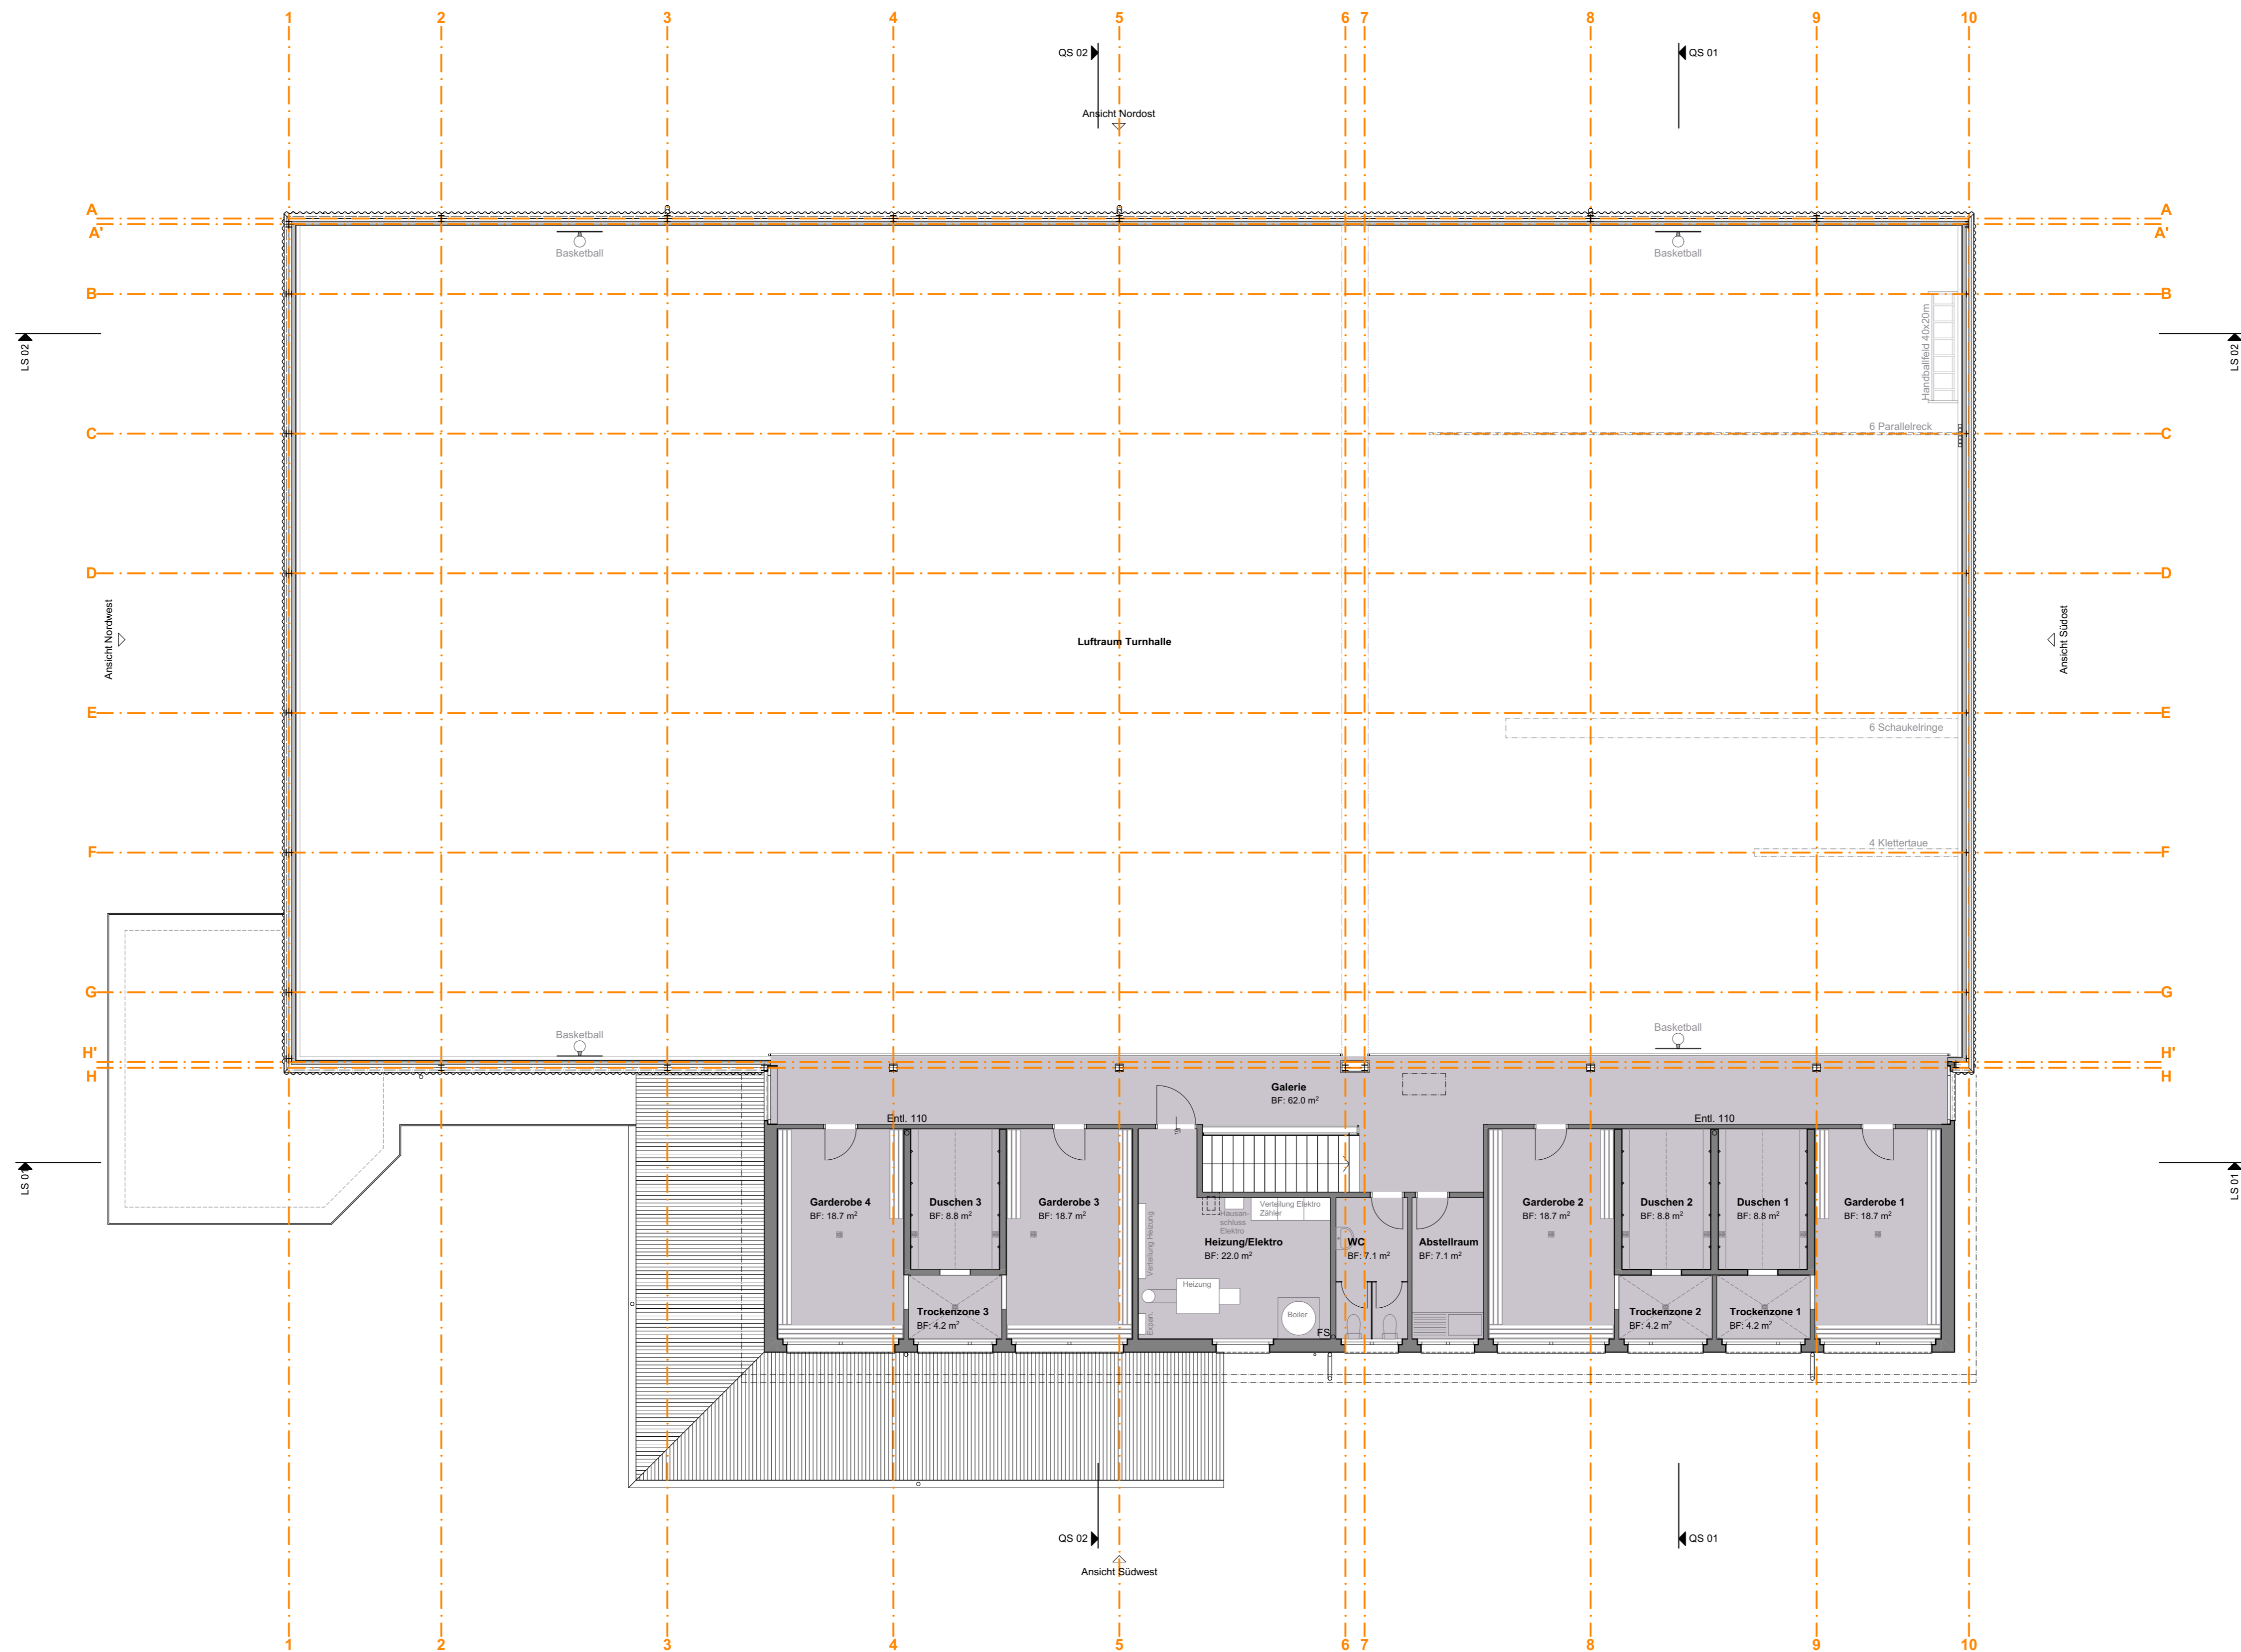 1 2 3 4 5 6 7 8 9 10
QS 02
QS 01
Ansicht Nordost
A
A
A'
A'
Basketball
Basketball
B
B
LS 02
Handballfeld 40x20m
LS 02
C
6 Parallelreck
C
D
D
Ansicht Nordwest
Luftraum Turnhalle
Ansicht Südost
E
E
6 Schaukelringe
F
4 Klettertaue
F
G
G
Basketball
Basketball
H'
H'
H
H
Galerie
BF: 62.0 m²
Entl. 110
Entl. 110
LS 01
LS 01
Garderobe 4
BF: 18.7 m²
Duschen 3
BF: 8.8 m²
Garderobe 3
BF: 18.7 m²
Verteilung Heizung
Hausan-
schluss
Elektro
Verteilung Elektro
Zähler
Heizung/Elektro
BF: 22.0 m²
WC
BF: 7.1 m²
Abstellraum
BF: 7.1 m²
Garderobe 2
BF: 18.7 m²
Duschen 2
BF: 8.8 m²
Duschen 1
BF: 8.8 m²
Garderobe 1
BF: 18.7 m²
Heizung
Boiler
Expan.
FS
Trockenzone 3
BF: 4.2 m²
Trockenzone 2
BF: 4.2 m²
Trockenzone 1
BF: 4.2 m²
QS 02
QS 01
Ansicht Südwest
1 2 3 4 5 6 7 8 9 10